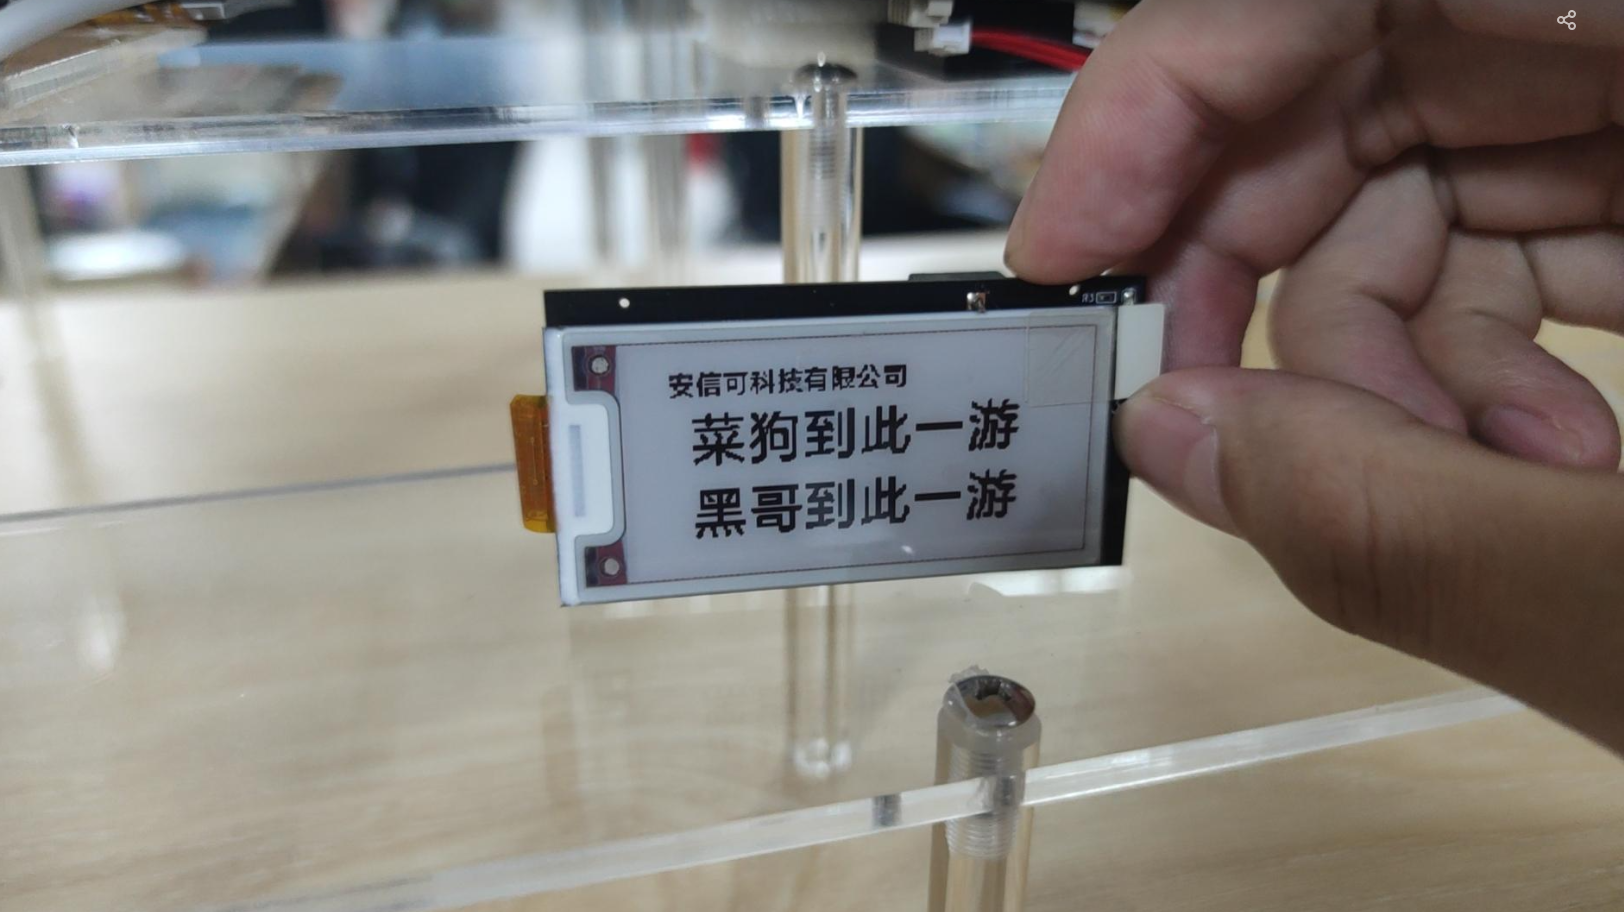 R3
安信可科技有限公司
菜狗到此一游
黑哥到此一游